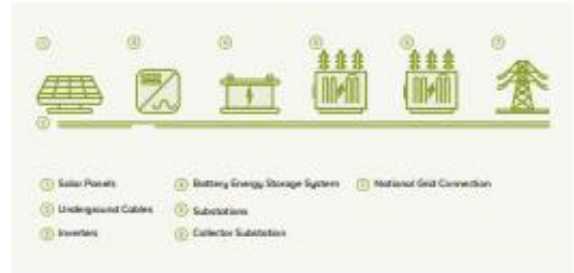 Solar Panels
Battery Energy Storage System
National Grid Connection
Underground Cables
Substations
Inverters
Collector Substation